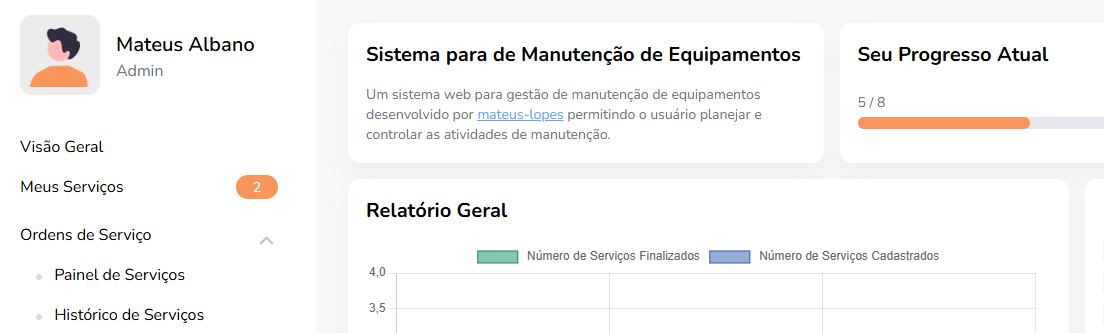 Mateus Albano
Admin
Visão Geral
Meus Serviços 2
Ordens de Serviço
Painel de Serviços
Histórico de Serviços
Sistema para de Manutenção de Equipamentos
Um sistema web para gestão de manutenção de equipamentos
desenvolvido por mateus-lopes permitindo o usuário planejar e
controlar as atividades de manutenção.
Seu Progresso Atual
5 / 8
Relatório Geral
Número de Serviços Finalizados Número de Serviços Cadastrados
4,0
3,5